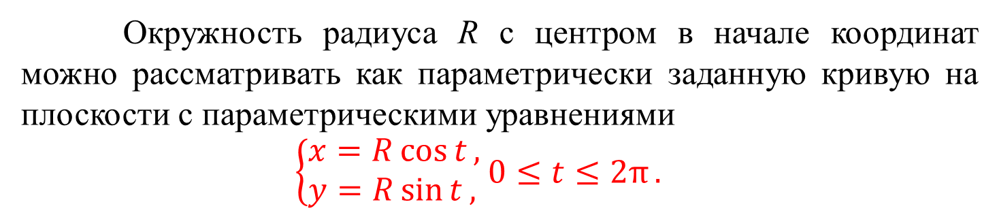 Окружность радиуса R с центром в начале координат
можно рассматривать как параметрически заданную кривую на
плоскости с параметрическими уравнениями
{x = R cos t ,
y = R sin t , 0 ≤ t ≤ 2π .